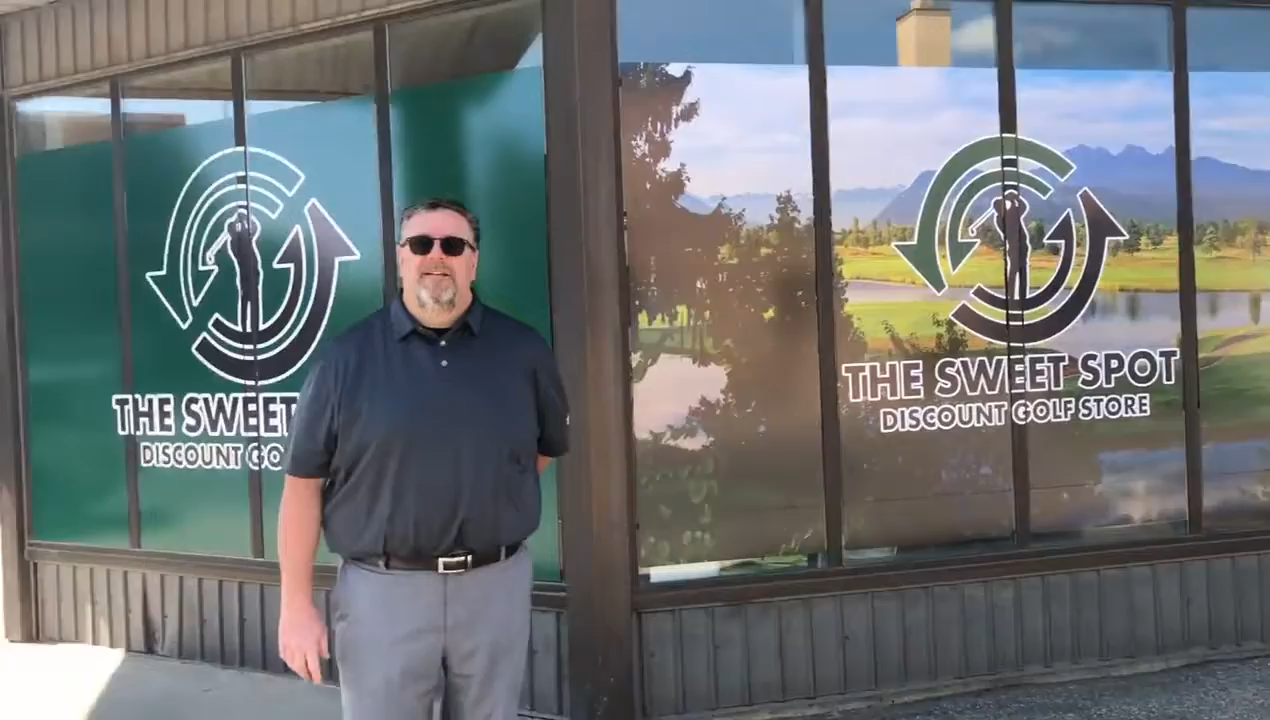 THE SWEET
DISCOUNT GO
THE SWEET SPOT
DISCOUNT GOLF STORE